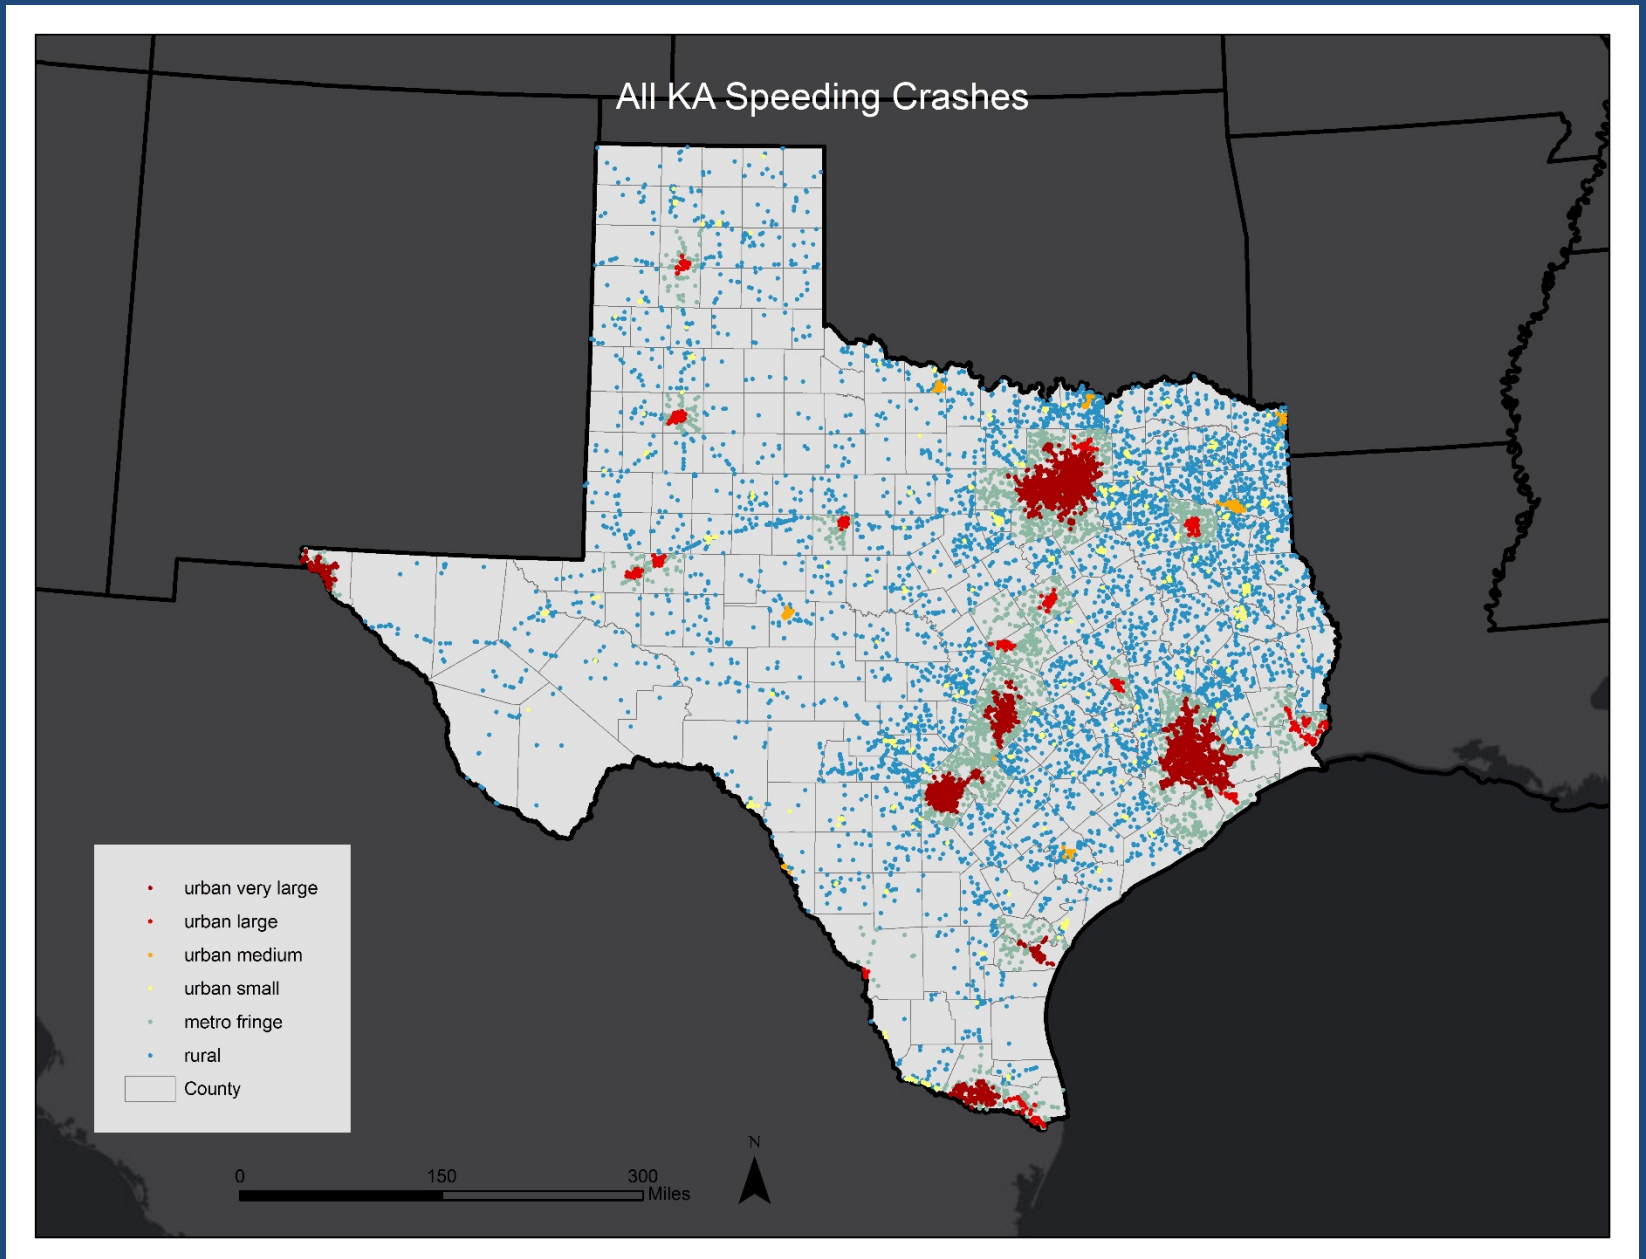 All KA Speeding Crashes
urban very large
urban large
urban medium
urban small
metro fringe
rural
County
N
0 150 300
Miles